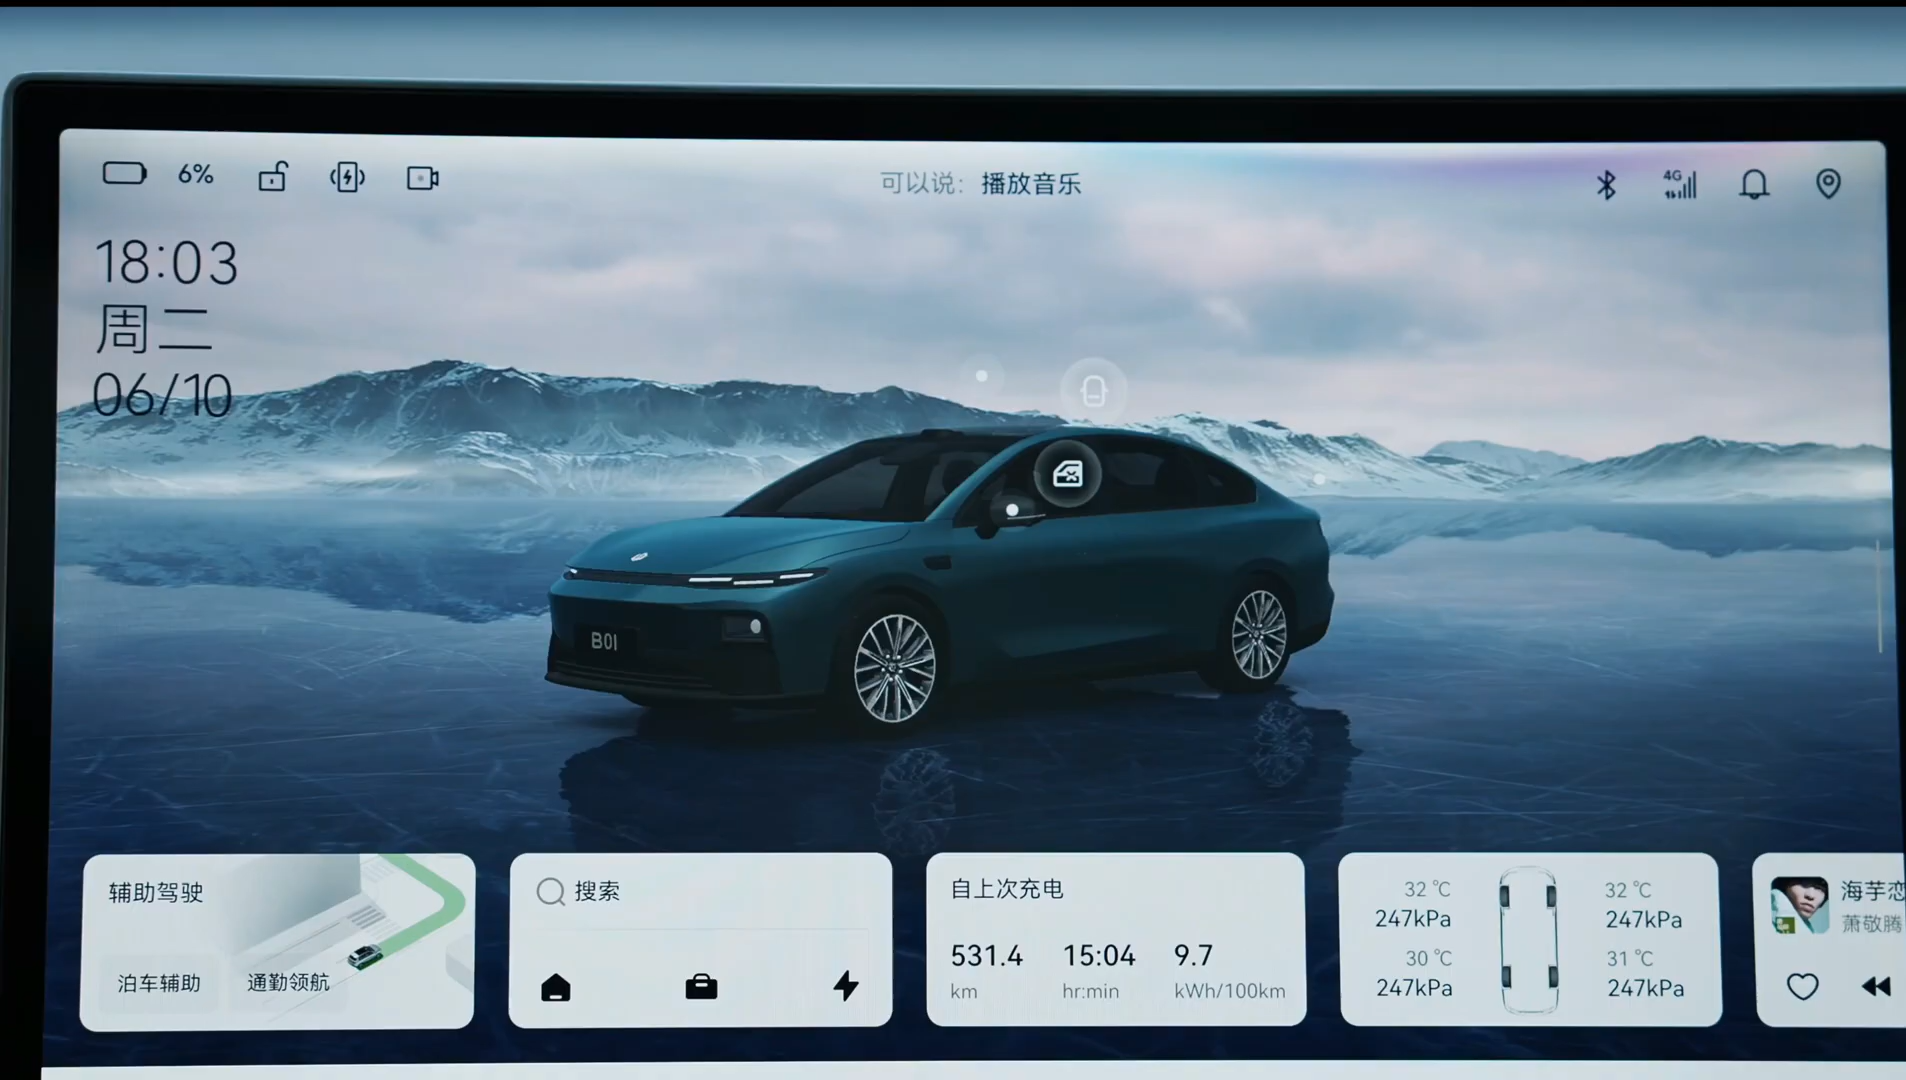 6%
可以说: 播放音乐
4G
18:03
周二
06/10
B01
辅助驾驶
泊车辅助
通勤领航
搜索
自上次充电
531.4
km
15:04
hr:min
9.7
kWh/100km
32 ℃
247kPa
32 ℃
247kPa
30 ℃
247kPa
31 ℃
247kPa
海芋恋
萧敬腾